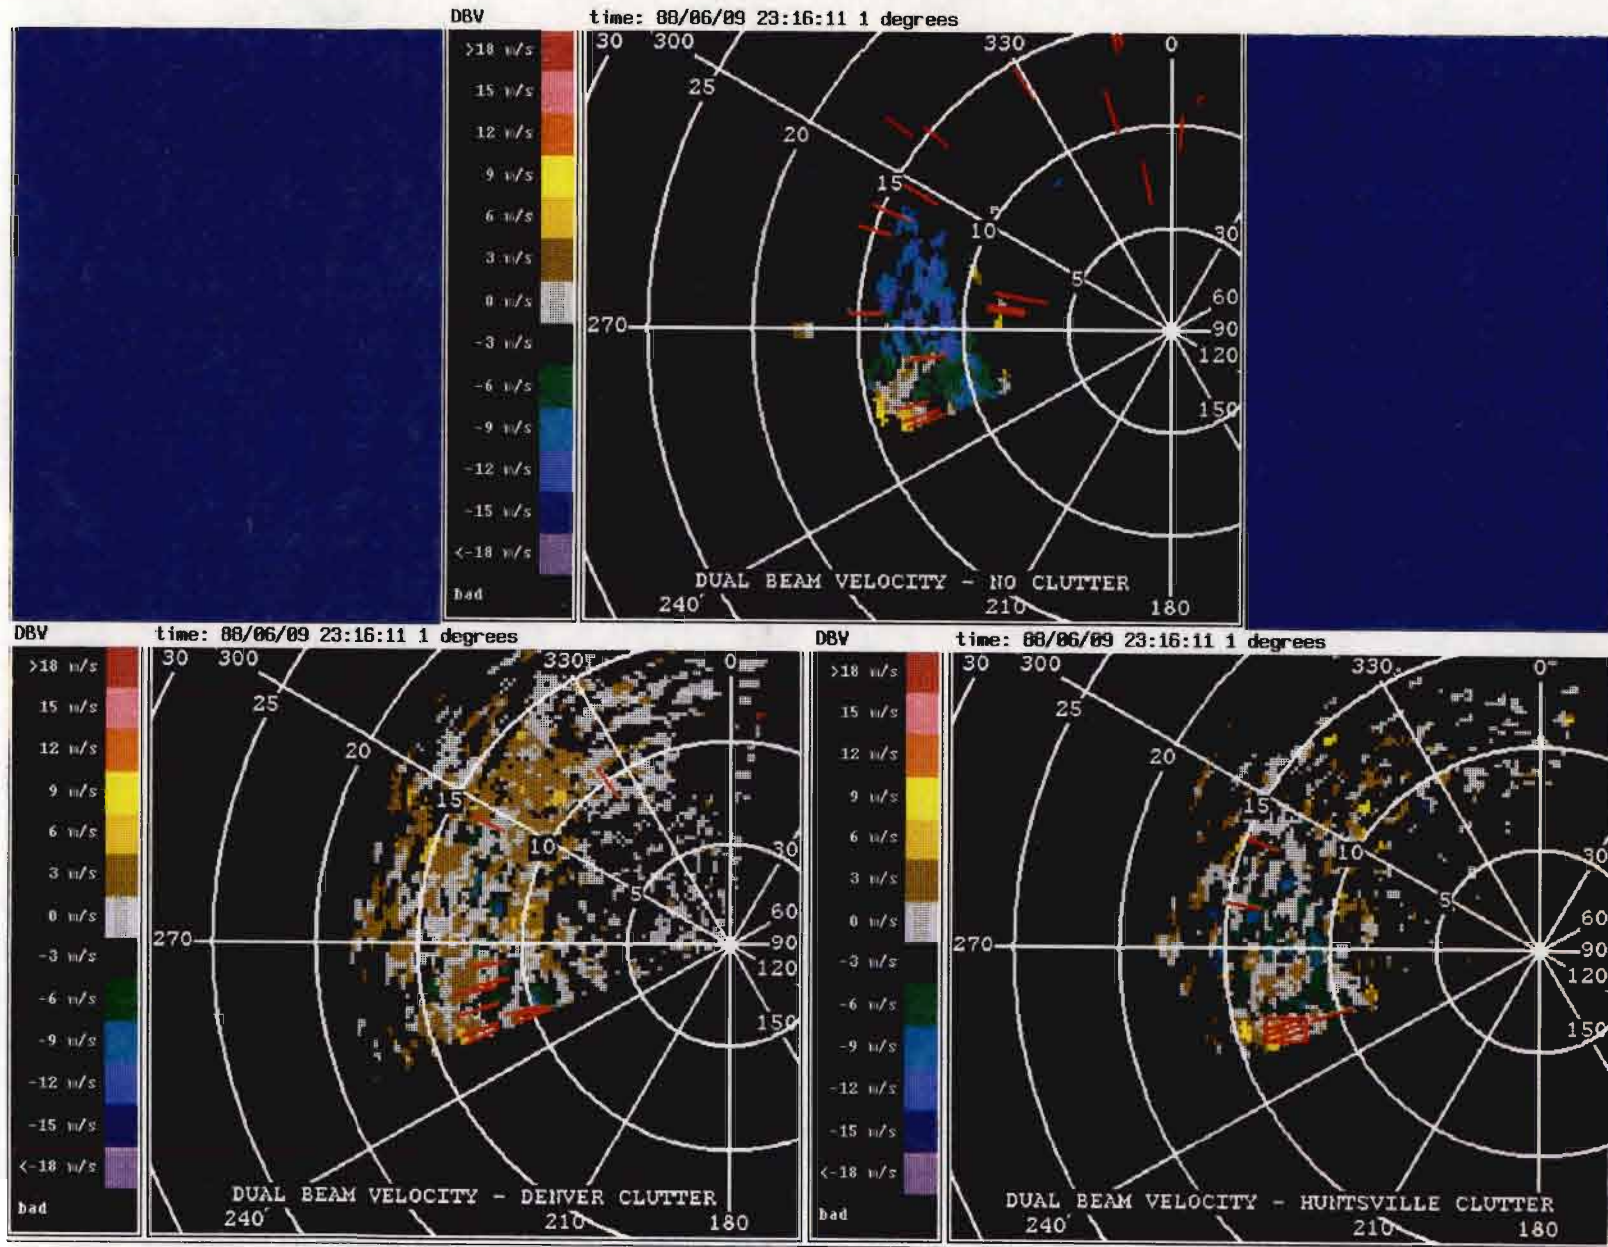 DBV time: 88/06/09 23:16:11 1 degrees
>18 m/s
15 m/s
12 m/s
9 m/s
6 m/s
3 m/s
0 m/s
-3 m/s
-6 m/s
-9 m/s
-12 m/s
-15 m/s
<-18 m/s
bad
30 300 330 0
25
20
15
10
5
30
60
270 90
120
150
DUAL BEAM VELOCITY - NO CLUTTER
240 210 180
DBV time: 88/06/09 23:16:11 1 degrees
>18 m/s
15 m/s
12 m/s
9 m/s
6 m/s
3 m/s
0 m/s
-3 m/s
-6 m/s
-9 m/s
-12 m/s
-15 m/s
<-18 m/s
bad
30 300 330 0
25
20
15
10
5
30
60
270 90
120
150
DUAL BEAM VELOCITY - DENVER CLUTTER
240 210 180
DBV time: 88/06/09 23:16:11 1 degrees
>18 m/s
15 m/s
12 m/s
9 m/s
6 m/s
3 m/s
0 m/s
-3 m/s
-6 m/s
-9 m/s
-12 m/s
-15 m/s
<-18 m/s
bad
30 300 330 0
25
20
15
10
5
30
60
270 90
120
150
DUAL BEAM VELOCITY - HUNTSVILLE CLUTTER
240 210 180